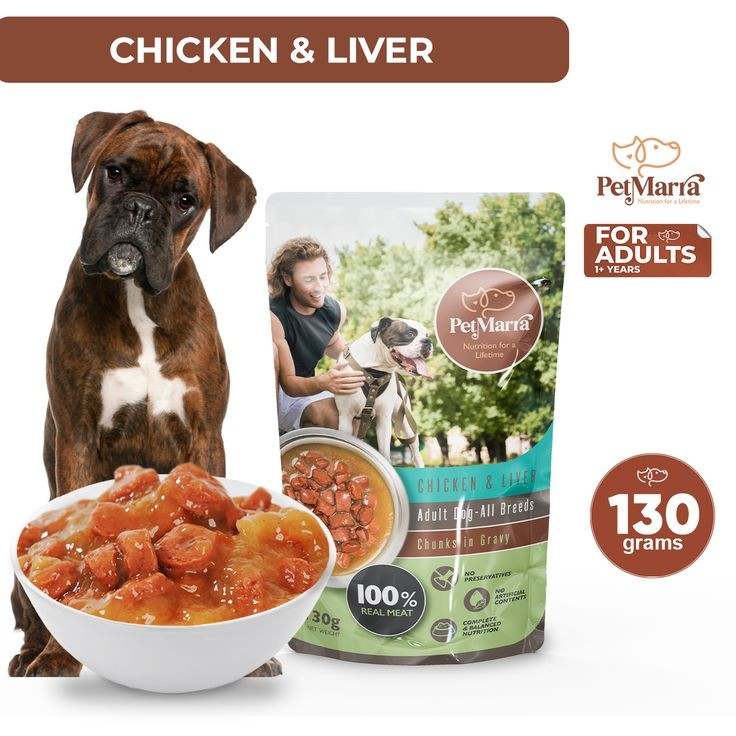 CHICKEN & LIVER
PetMarra
Nutrition for a Lifetime
FOR
ADULTS
1+ YEARS
PetMarra
Nutrition for a
Lifetime
CHICKEN & LIVER
Adult Dog-All Breeds
Chunks in Gravy
100%
REAL MEAT
NO
PRESERVATIVES
NO
ARTIFICIAL
CONTENTS
COMPLETE
& BALANCED
NUTRITION
30g
NET WEIGHT
130
grams